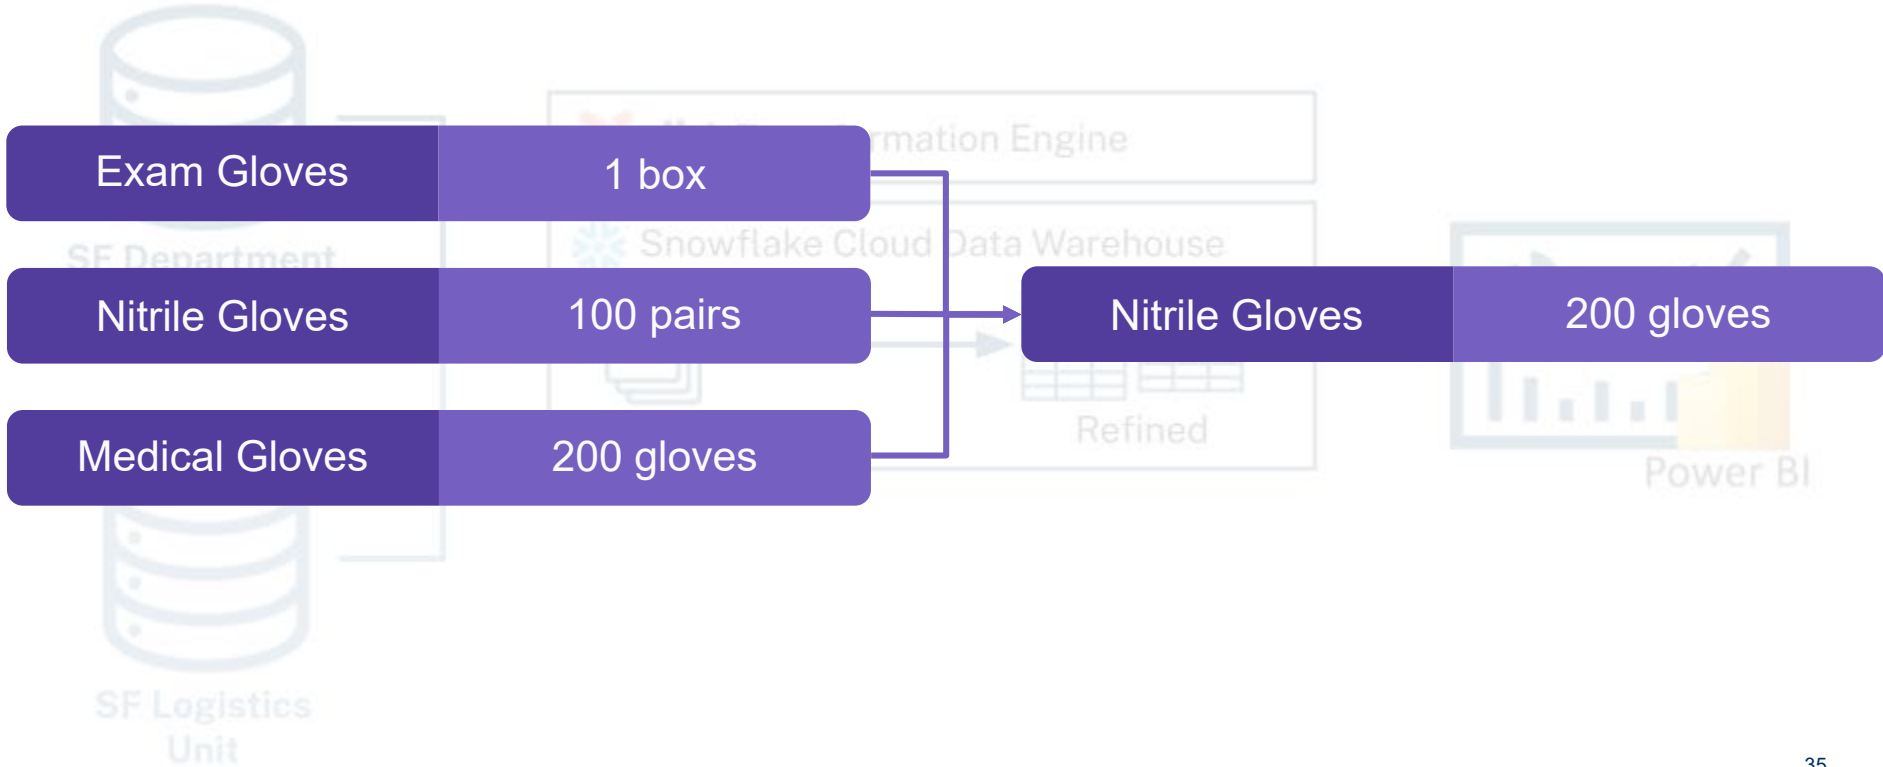 Exam Gloves 1 box
rmation Engine
Snowflake Cloud Data Warehouse
SF Department
Nitrile Gloves 100 pairs
Nitrile Gloves 200 gloves
Medical Gloves 200 gloves
Refined
Power BI
SF Logistics
Unit
35